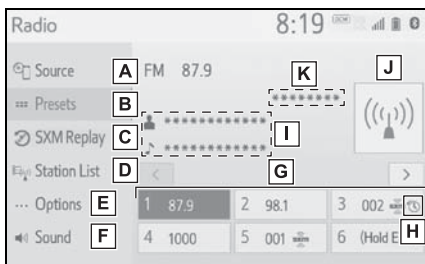 Radio 8:19 DCM
Source A FM 87.9 K J
Presets B ********
SXM Replay C ************* I
Station List D ************* G
< >
Options E 1 87.9 2 98.1 3 002 H
Sound F 4 1000 5 001 6 (Hold E